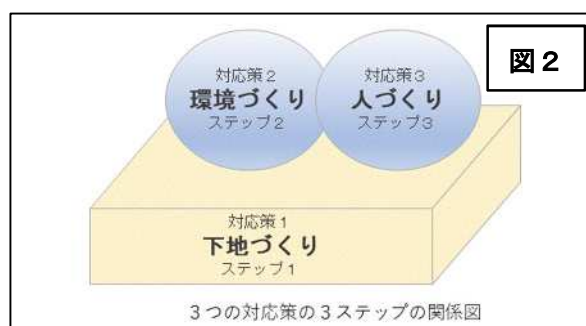 図２
対応策２
環境づくり
ステップ２
対応策３
人づくり
ステップ３
対応策１
下地づくり
ステップ１
３つの対応策の３ステップの関係図